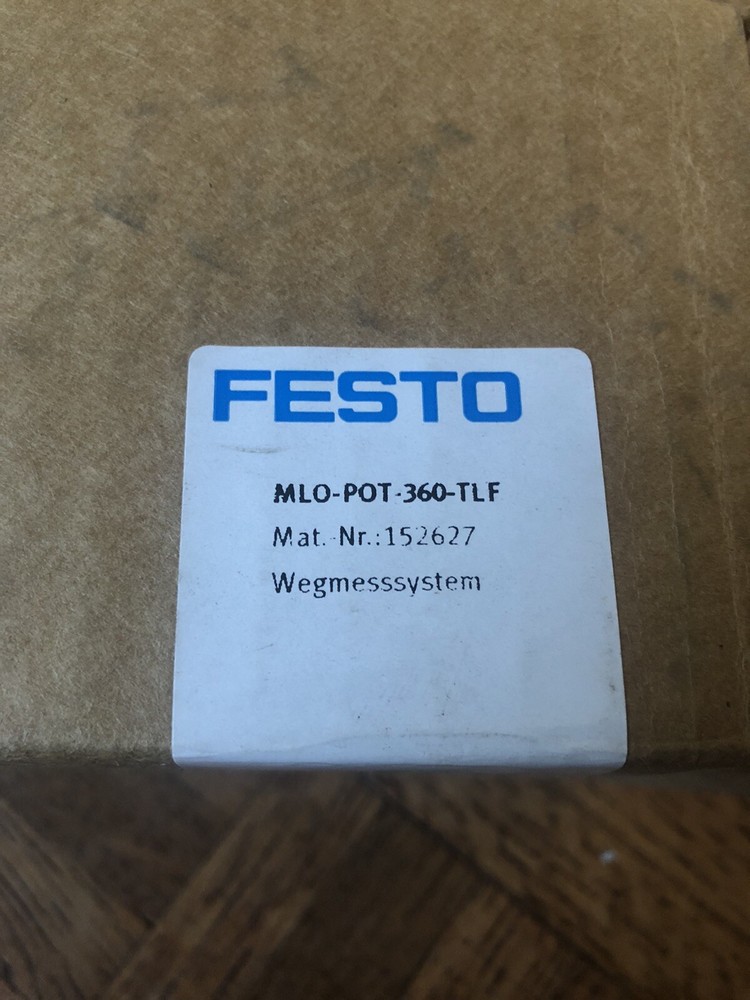 FESTO
MLO-POT-360-TLF
Mat.-Nr.:152627
Wegmesssystem